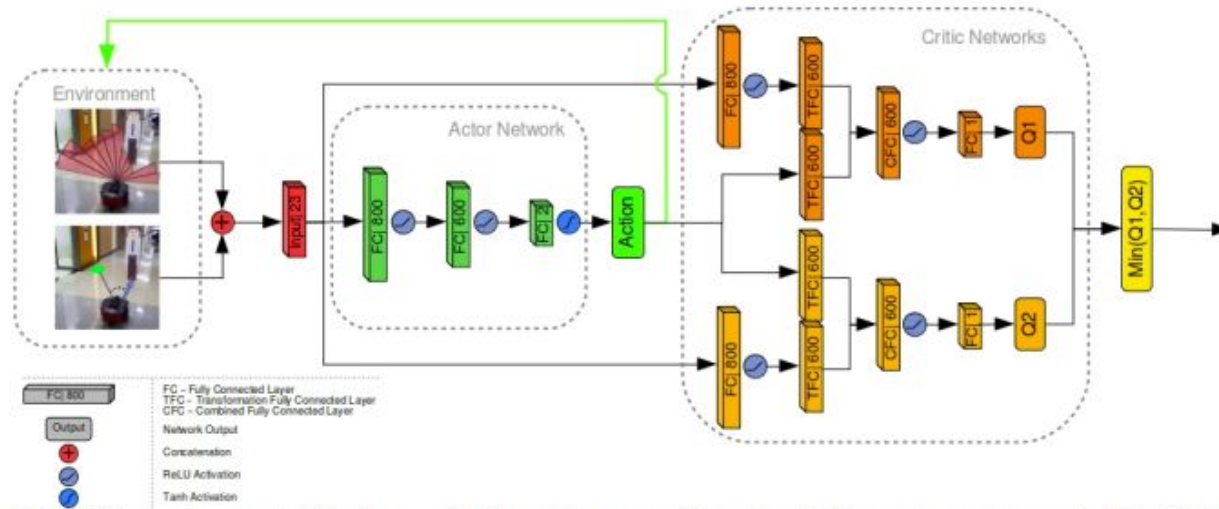 Critic Networks
Environment
Actor Network
FC| 800
TFC| 600
TFC| 600
CFC| 600
FC| 1
Q1
Input| 23
FC| 800
FC| 600
FC| 2
Action
Min(Q1,Q2)
TFC| 600
TFC| 600
FC| 800
CFC| 600
FC| 1
Q2
FC| 800
FC – Fully Connected Layer
TFC – Transformation Fully Connected Layer
CFC – Combined Fully Connected Layer
Output
Network Output
Concatenation
ReLU Activation
Tanh Activation